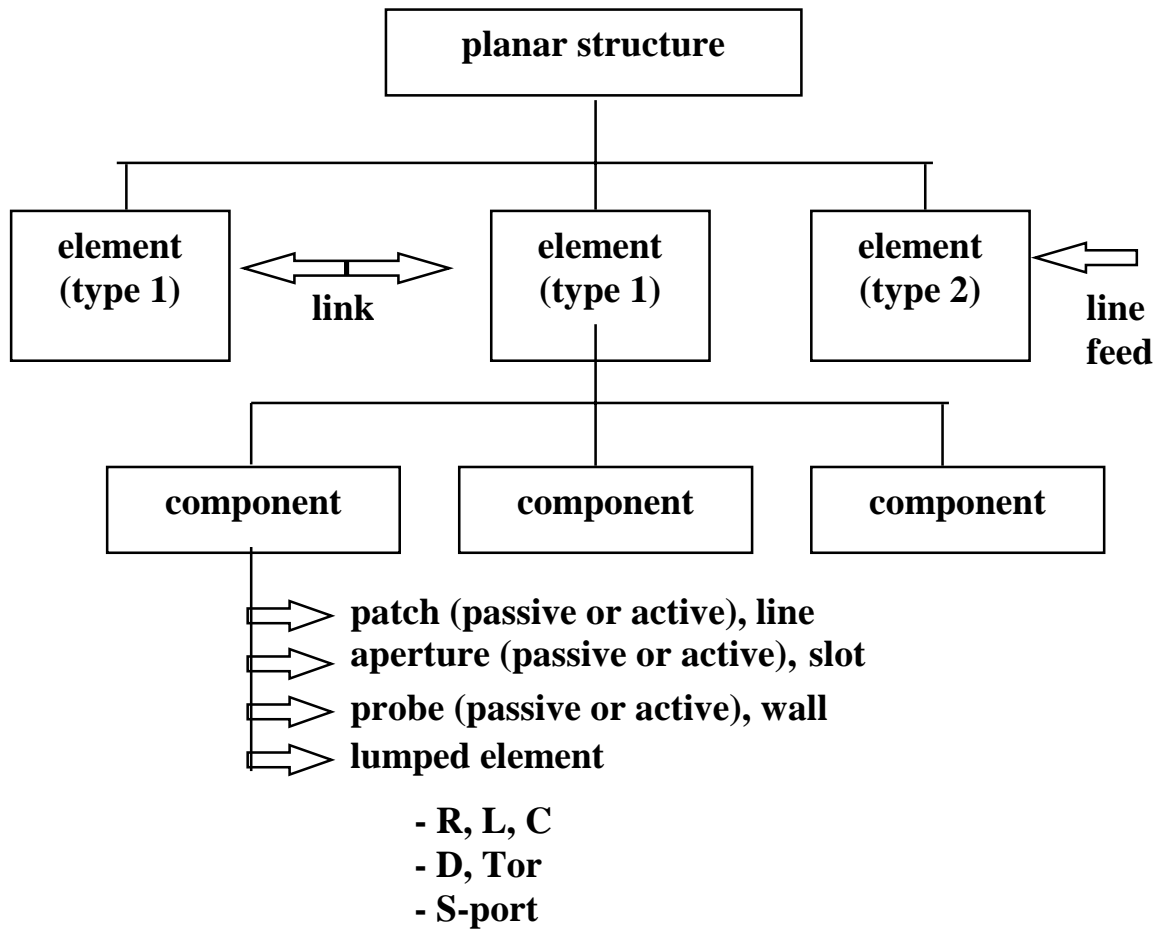 planar structure
element
(type 1)
link
element
(type 1)
element
(type 2)
line
feed
component
component
component
patch (passive or active), line
aperture (passive or active), slot
probe (passive or active), wall
lumped element
- R, L, C
- D, Tor
- S-port